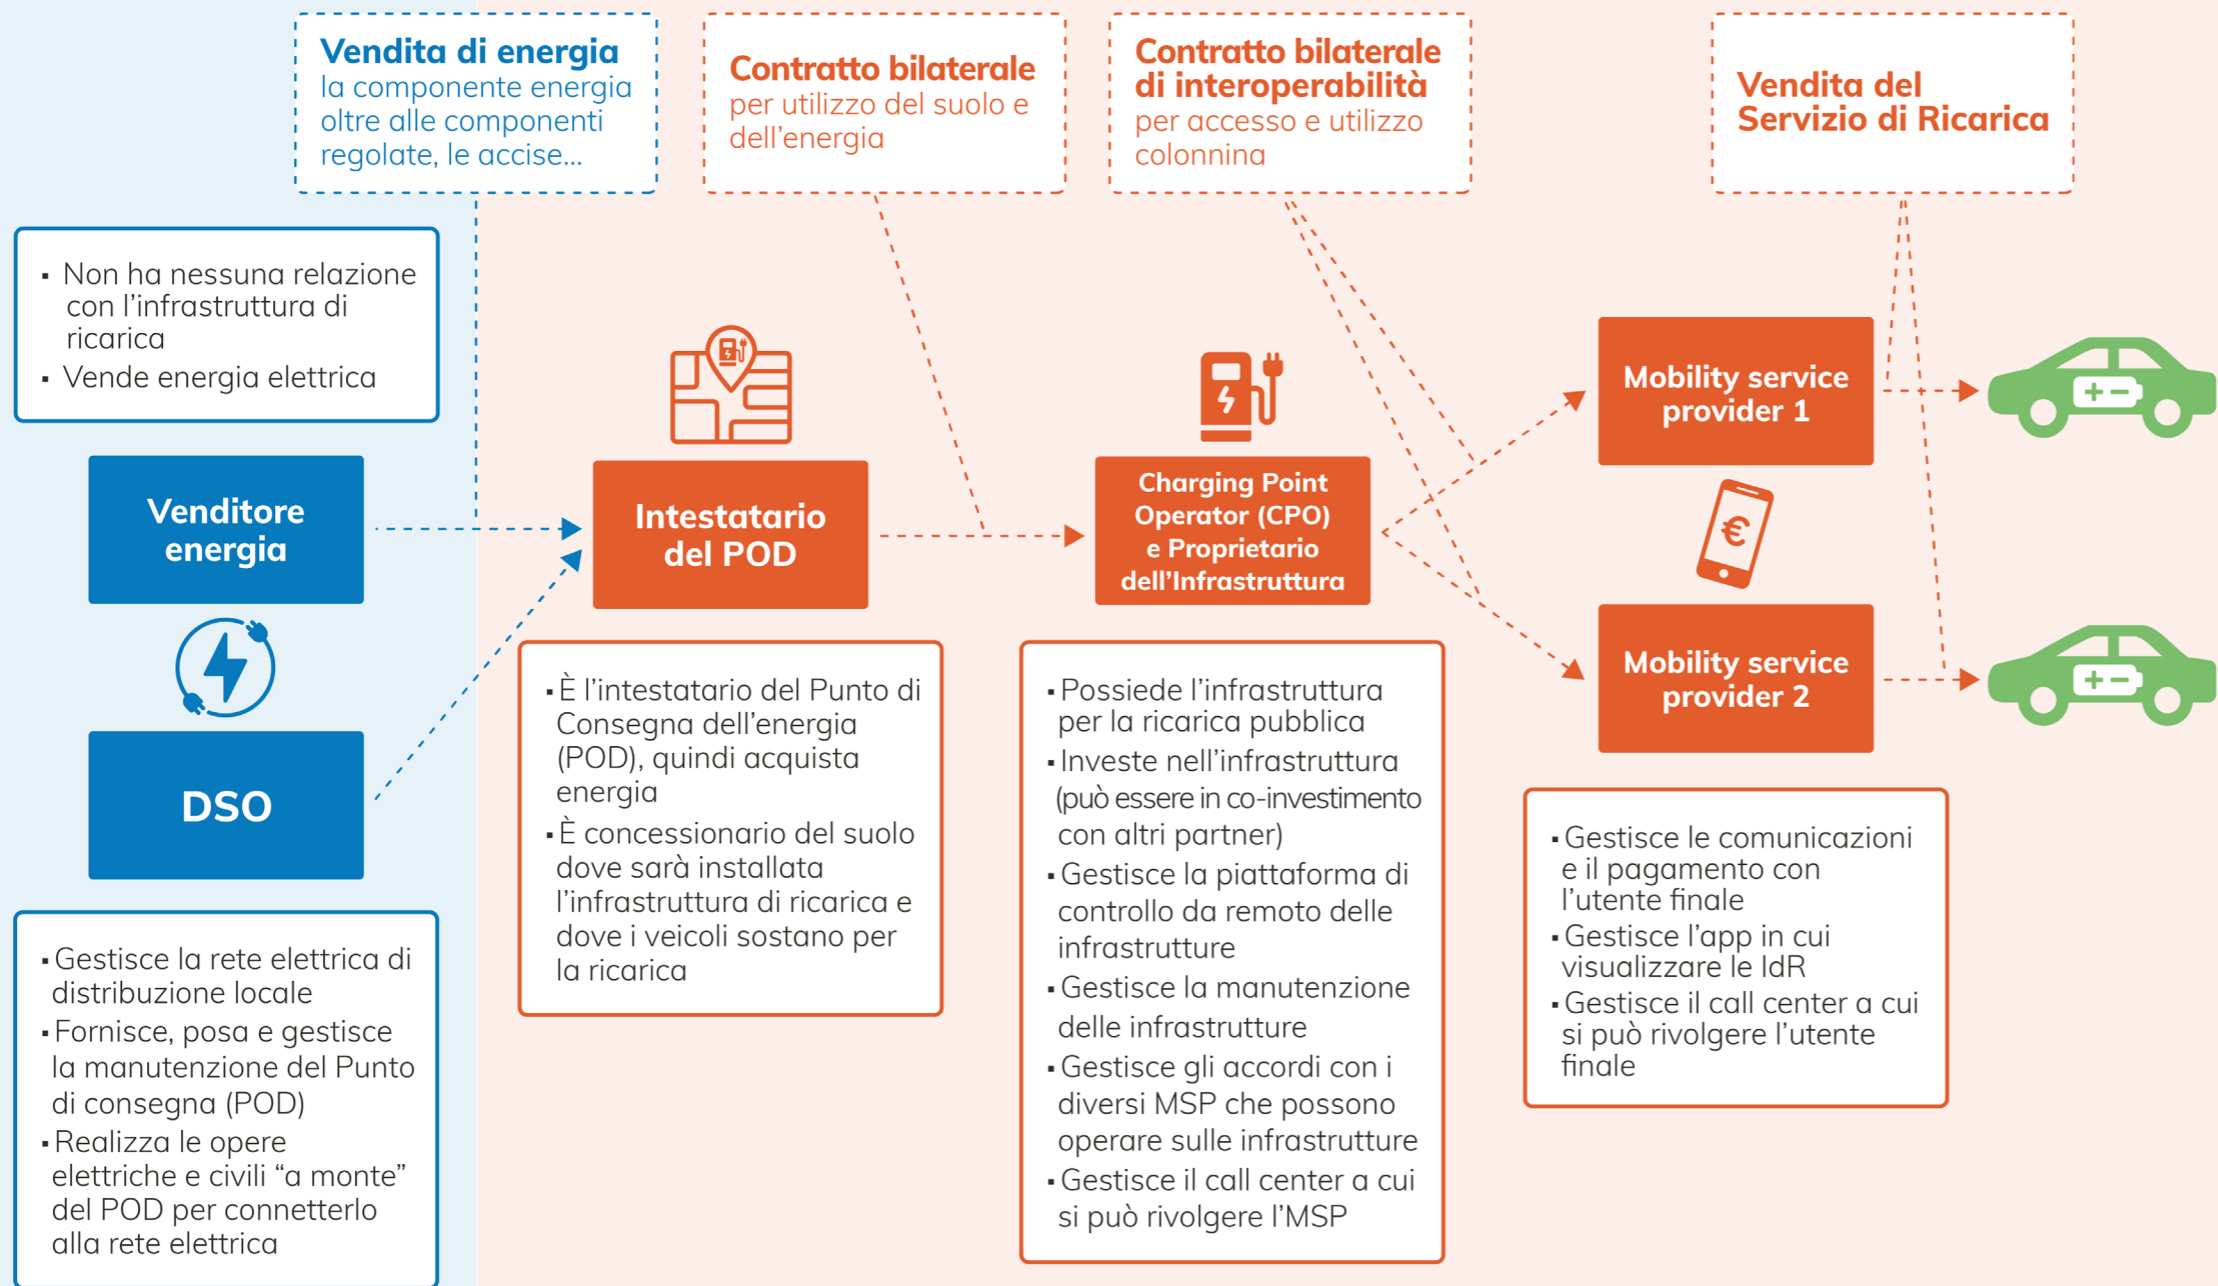 Vendita di energia
la componente energia
oltre alle componenti
regolate, le accise...
Contratto bilaterale
per utilizzo del suolo e
dell'energia
Contratto bilaterale
di interoperabilità
per accesso e utilizzo
colonnina
Vendita del
Servizio di Ricarica
▪ Non ha nessuna relazione
con l'infrastruttura di
ricarica
▪ Vende energia elettrica
Venditore
energia
DSO
▪ Gestisce la rete elettrica di
distribuzione locale
▪ Fornisce, posa e gestisce
la manutenzione del Punto
di consegna (POD)
▪ Realizza le opere
elettriche e civili “a monte”
del POD per connetterlo
alla rete elettrica
Intestatario
del POD
▪ È l'intestatario del Punto di
Consegna dell'energia
(POD), quindi acquista
energia
▪ È concessionario del suolo
dove sarà installata
l'infrastruttura di ricarica e
dove i veicoli sostano per
la ricarica
Charging Point
Operator (CPO)
e Proprietario
dell'Infrastruttura
▪ Possiede l'infrastruttura
per la ricarica pubblica
▪ Investe nell'infrastruttura
(può essere in co-investimento
con altri partner)
▪ Gestisce la piattaforma di
controllo da remoto delle
infrastrutture
▪ Gestisce la manutenzione
delle infrastrutture
▪ Gestisce gli accordi con i
diversi MSP che possono
operare sulle infrastrutture
▪ Gestisce il call center a cui
si può rivolgere l'MSP
Mobility service
provider 1
€
Mobility service
provider 2
▪ Gestisce le comunicazioni
e il pagamento con
l'utente finale
▪ Gestisce l'app in cui
visualizzare le IdR
▪ Gestisce il call center a cui
si può rivolgere l'utente
finale
+ −
+ −